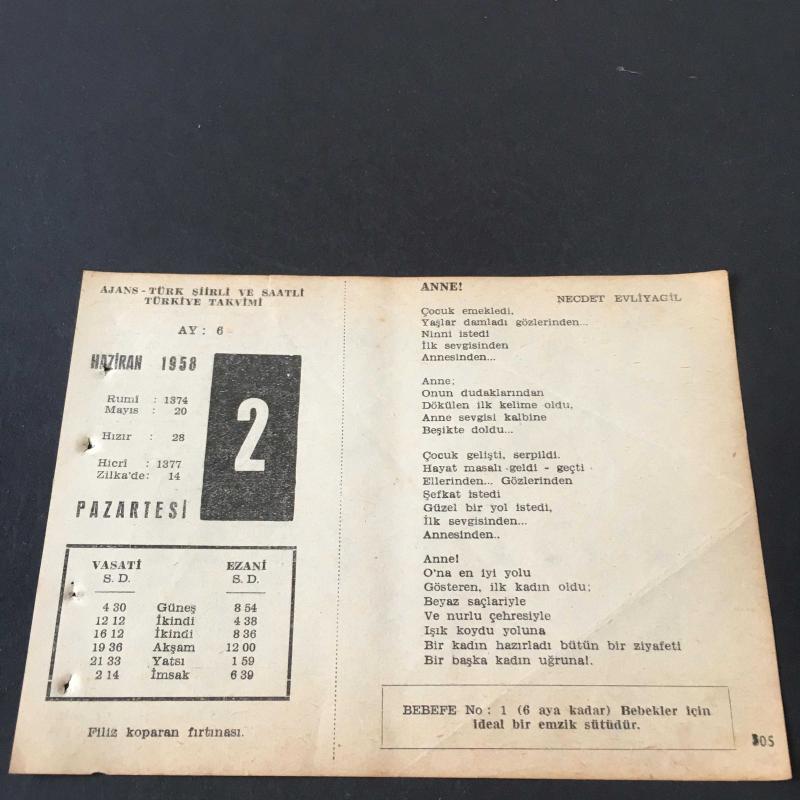 AJANS - TÜRK ŞİİRLİ VE SAATLİ
TÜRKİYE TAKVİMİ
AY : 6
HAZİRAN 1958
Rumî : 1374
Mayıs : 20
Hızır : 28
Hicrî : 1377
Zilka'de: 14
2
PAZARTESİ
VASATİ EZANİ
S. D. S. D.
4 30 Güneş 8 54
12 12 İkindi 4 38
16 12 İkindi 8 36
19 36 Akşam 12 00
21 33 Yatsı 1 59
2 14 İmsak 6 39
Filiz koparan fırtınası.
ANNE!
NECDET EVLİYAGİL
Çocuk emekledi,
Yaşlar damladı gözlerinden...
Ninni istedi
İlk sevgisinden
Annesinden...
Anne;
Onun dudaklarından
Dökülen ilk kelime oldu,
Anne sevgisi kalbine
Beşikte doldu...
Çocuk gelişti, serpildi.
Hayat masalı geldi - geçti
Ellerinden... Gözlerinden
Şefkat istedi
Güzel bir yol istedi,
İlk sevgisinden...
Annesinden..
Anne!
O'na en iyi yolu
Gösteren, ilk kadın oldu;
Beyaz saçlariyle
Ve nurlu çehresiyle
Işık koydu yoluna
Bir kadın hazırladı bütün bir ziyafeti
Bir başka kadın uğruna!.
BEBEFE No : 1 (6 aya kadar) Bebekler için
ideal bir emzik sütüdür.
305